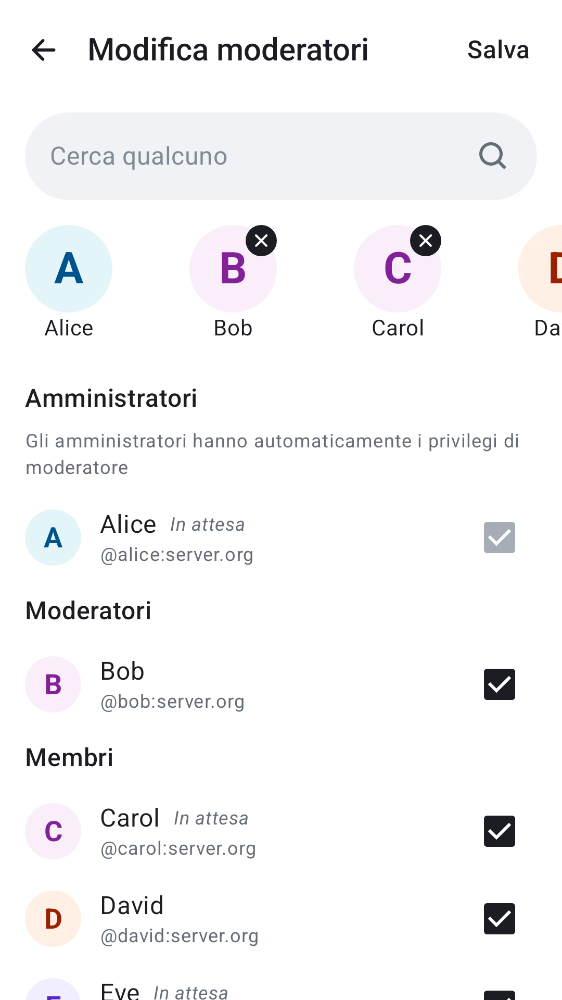 Modifica moderatori
Salva
Cerca qualcuno
A
B
C
D
Alice
Bob
Carol
Da
Amministratori
Gli amministratori hanno automaticamente i privilegi di
moderatore
A
Alice In attesa
@alice:server.org
Moderatori
B
Bob
@bob:server.org
Membri
C
Carol In attesa
@carol:server.org
D
David
@david:server.org
E
Eve In attesa